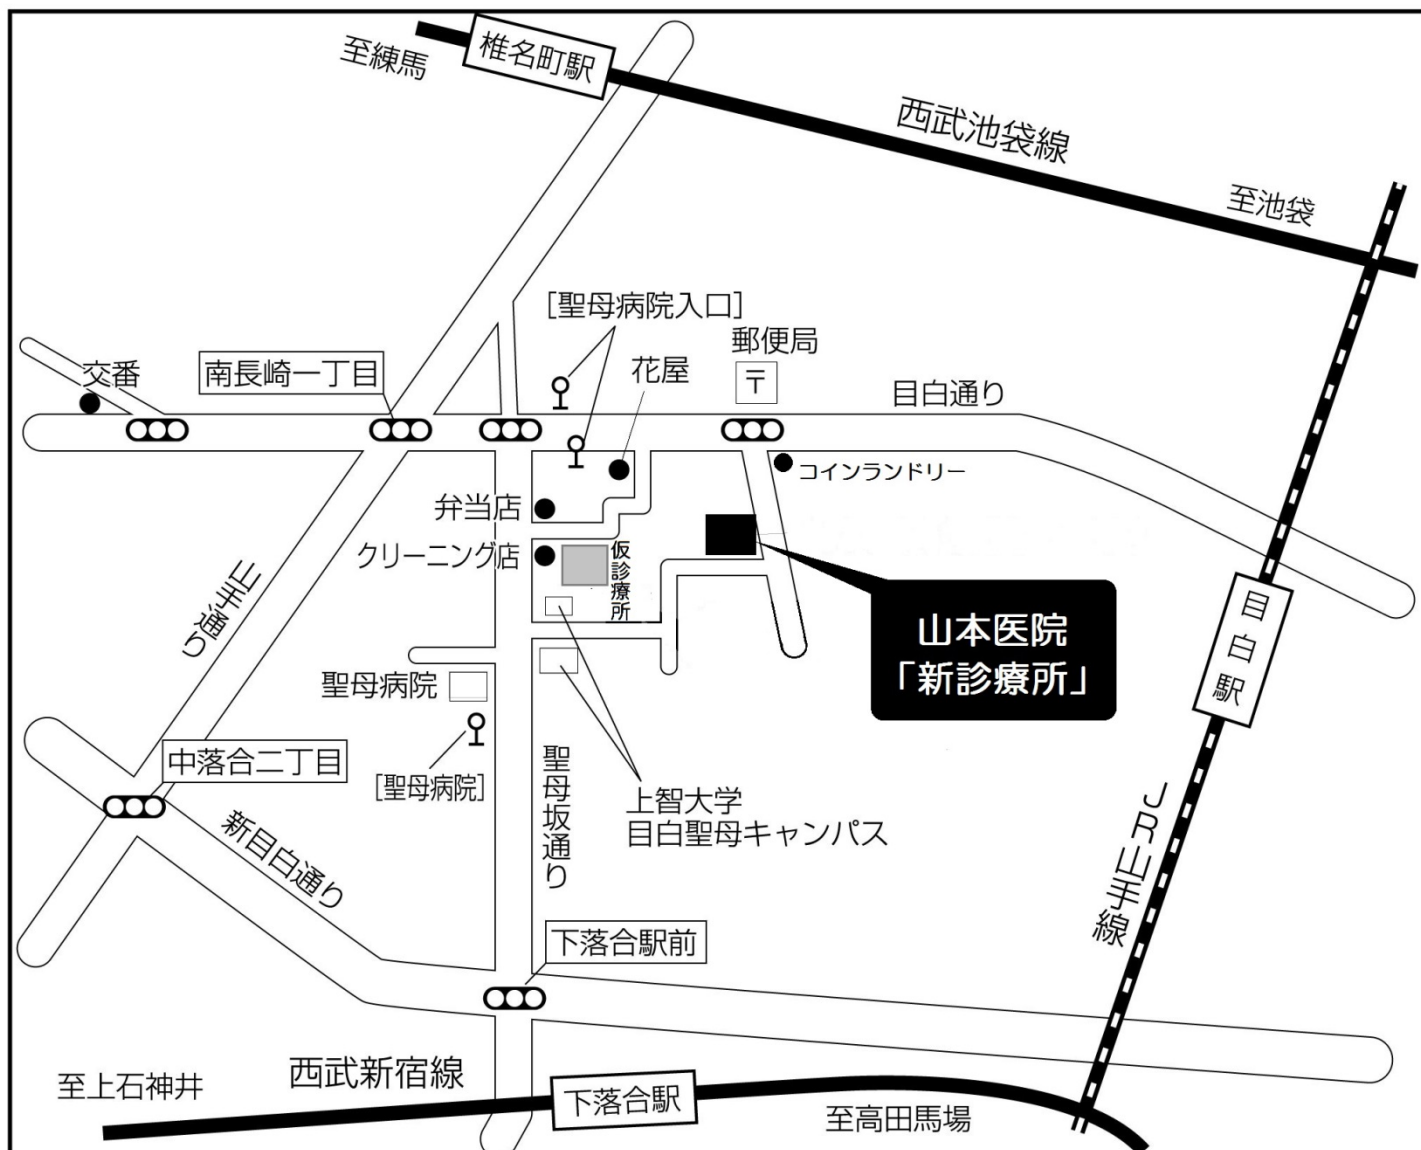 至練馬
椎名町駅
西武池袋線
至池袋
[聖母病院入口]
郵便局
〒
花屋
交番
南長崎一丁目
目白通り
コインランドリー
弁当店
クリーニング店
仮診療所
山手通り
山本医院
「新診療所」
目白駅
聖母病院
[聖母病院]
中落合二丁目
新目白通り
聖母坂通り
上智大学
目白聖母キャンパス
JR山手線
下落合駅前
西武新宿線
至上石神井
下落合駅
至高田馬場